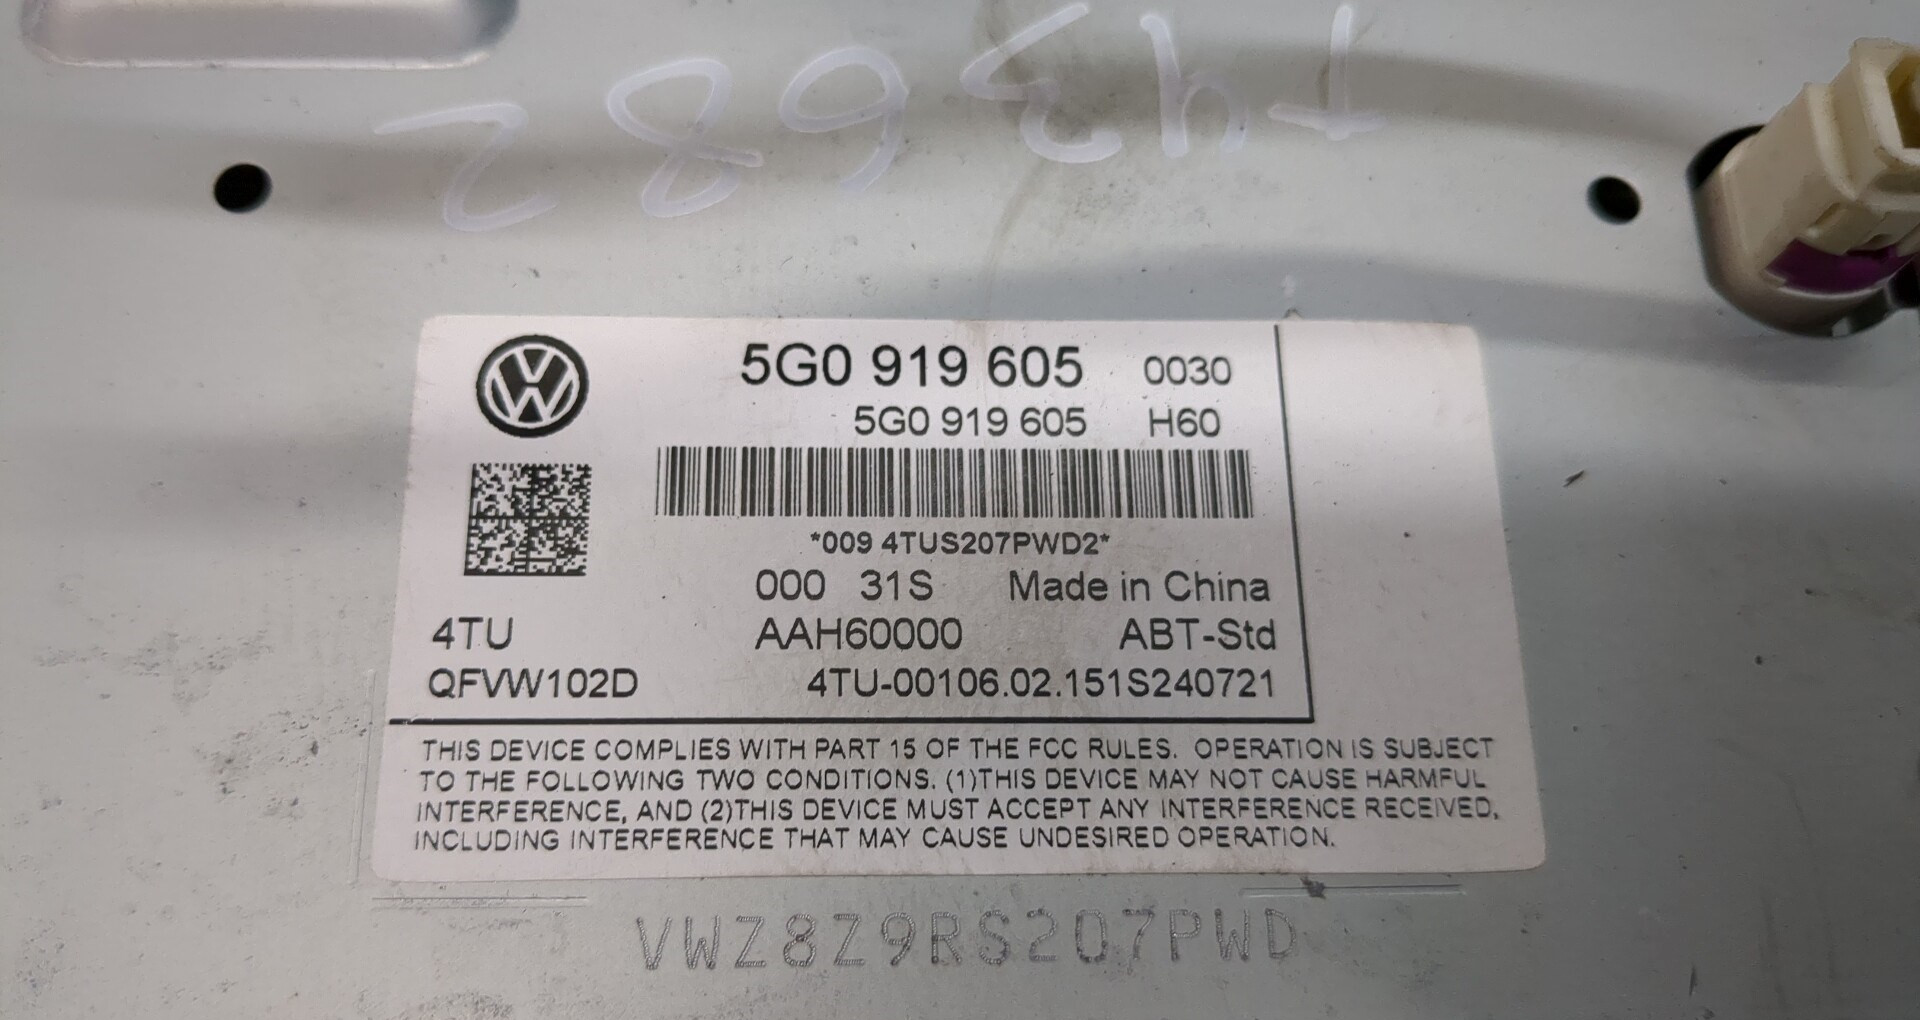 5G0 919 605 0030
5G0 919 605 H60
*009 4TUS207PWD2*
000 31S Made in China
4TU AAH60000 ABT-Std
QFVW102D 4TU-00106.02.151S240721
THIS DEVICE COMPLIES WITH PART 15 OF THE FCC RULES. OPERATION IS SUBJECT
TO THE FOLLOWING TWO CONDITIONS. (1)THIS DEVICE MAY NOT CAUSE HARMFUL
INTERFERENCE, AND (2)THIS DEVICE MUST ACCEPT ANY INTERFERENCE RECEIVED,
INCLUDING INTERFERENCE THAT MAY CAUSE UNDESIRED OPERATION.
VWZ8Z9RS207PWD